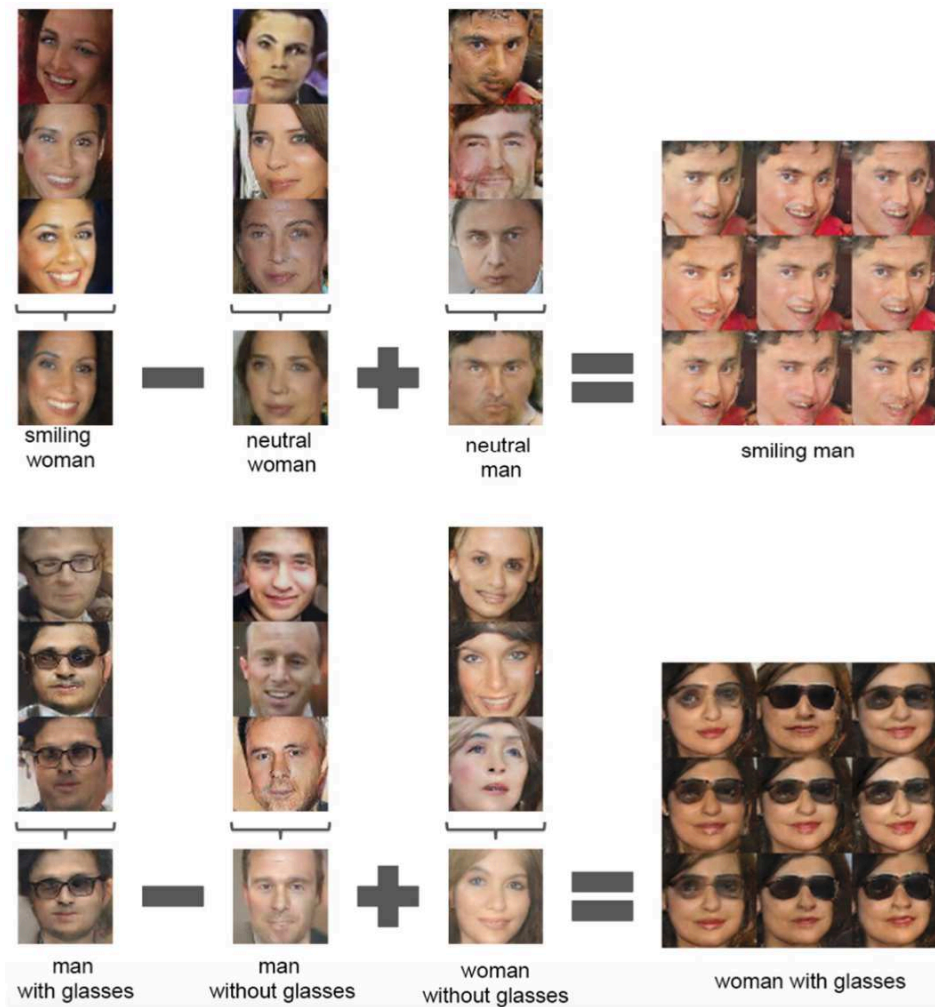 smiling
woman
neutral
woman
neutral
man
smiling man
man
with glasses
man
without glasses
woman
without glasses
woman with glasses